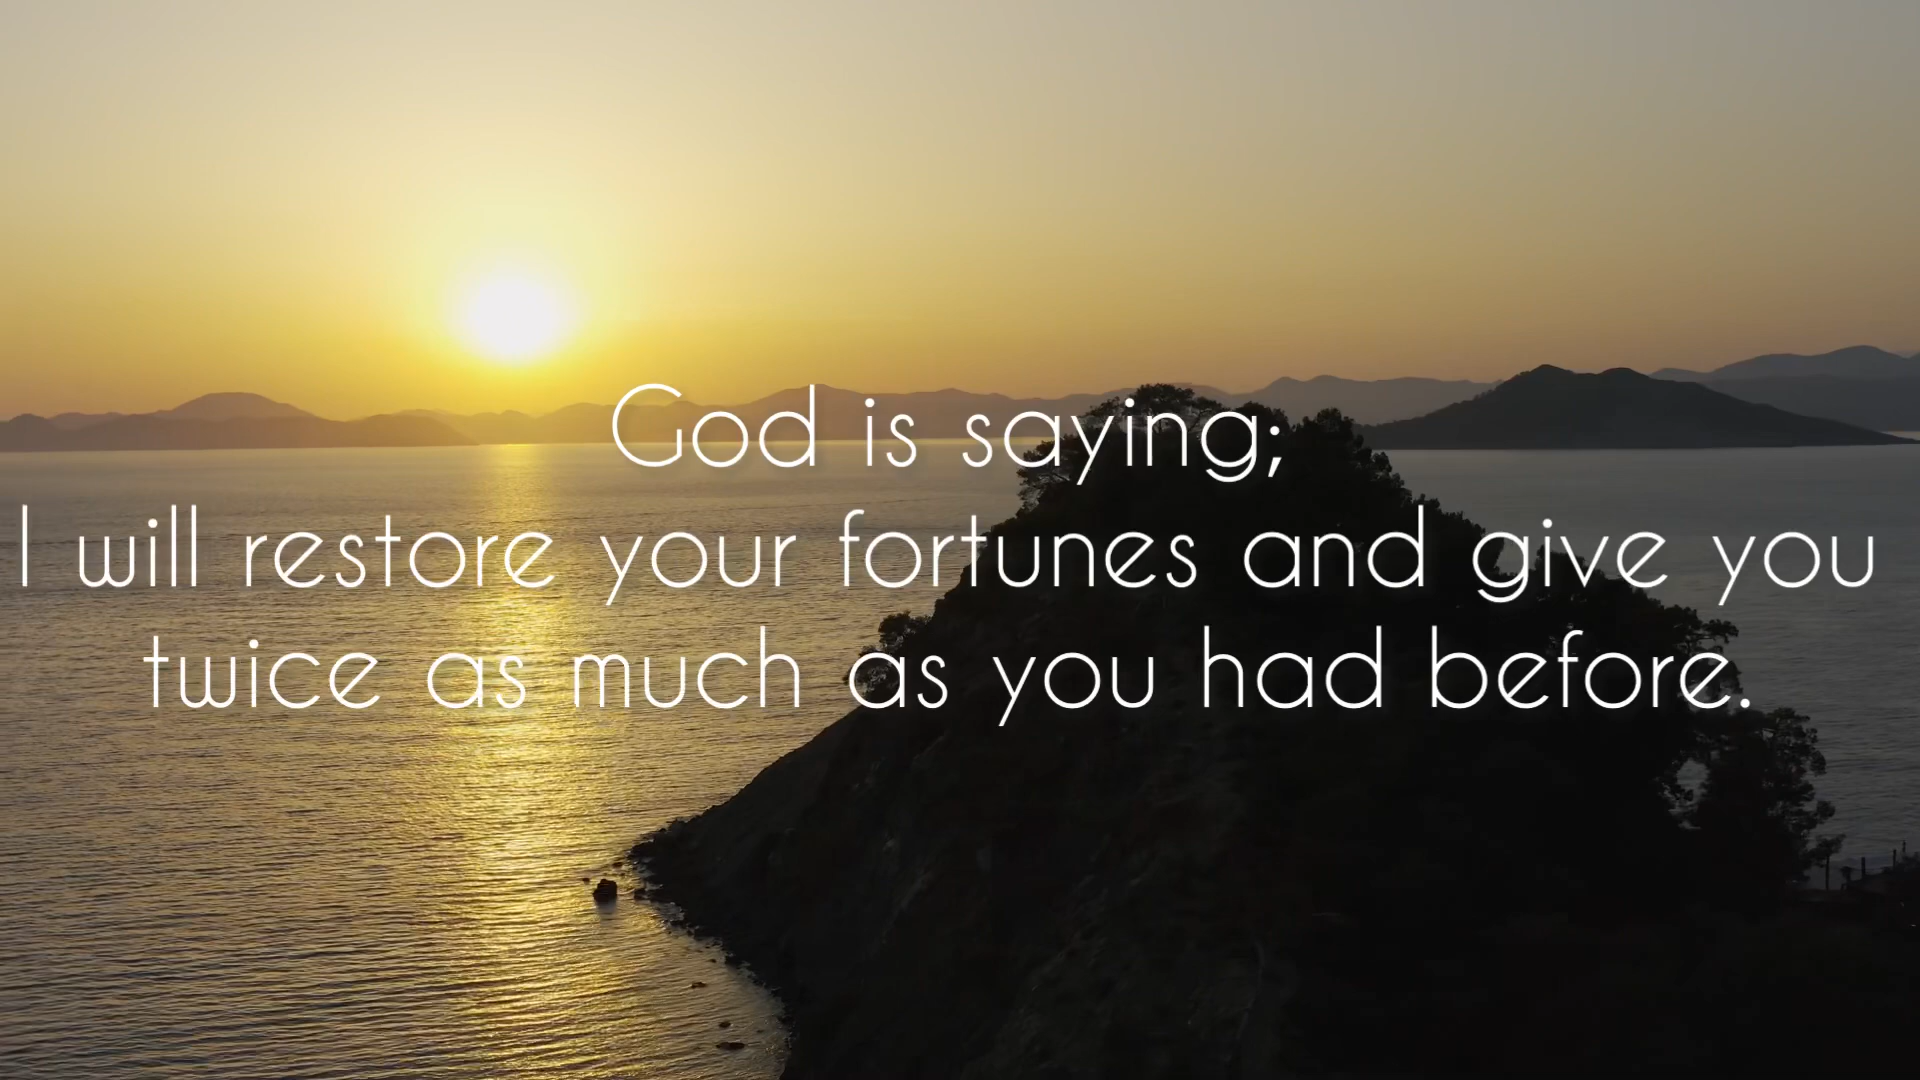 God is saying;
I will restore your fortunes and give you
twice as much as you had before.